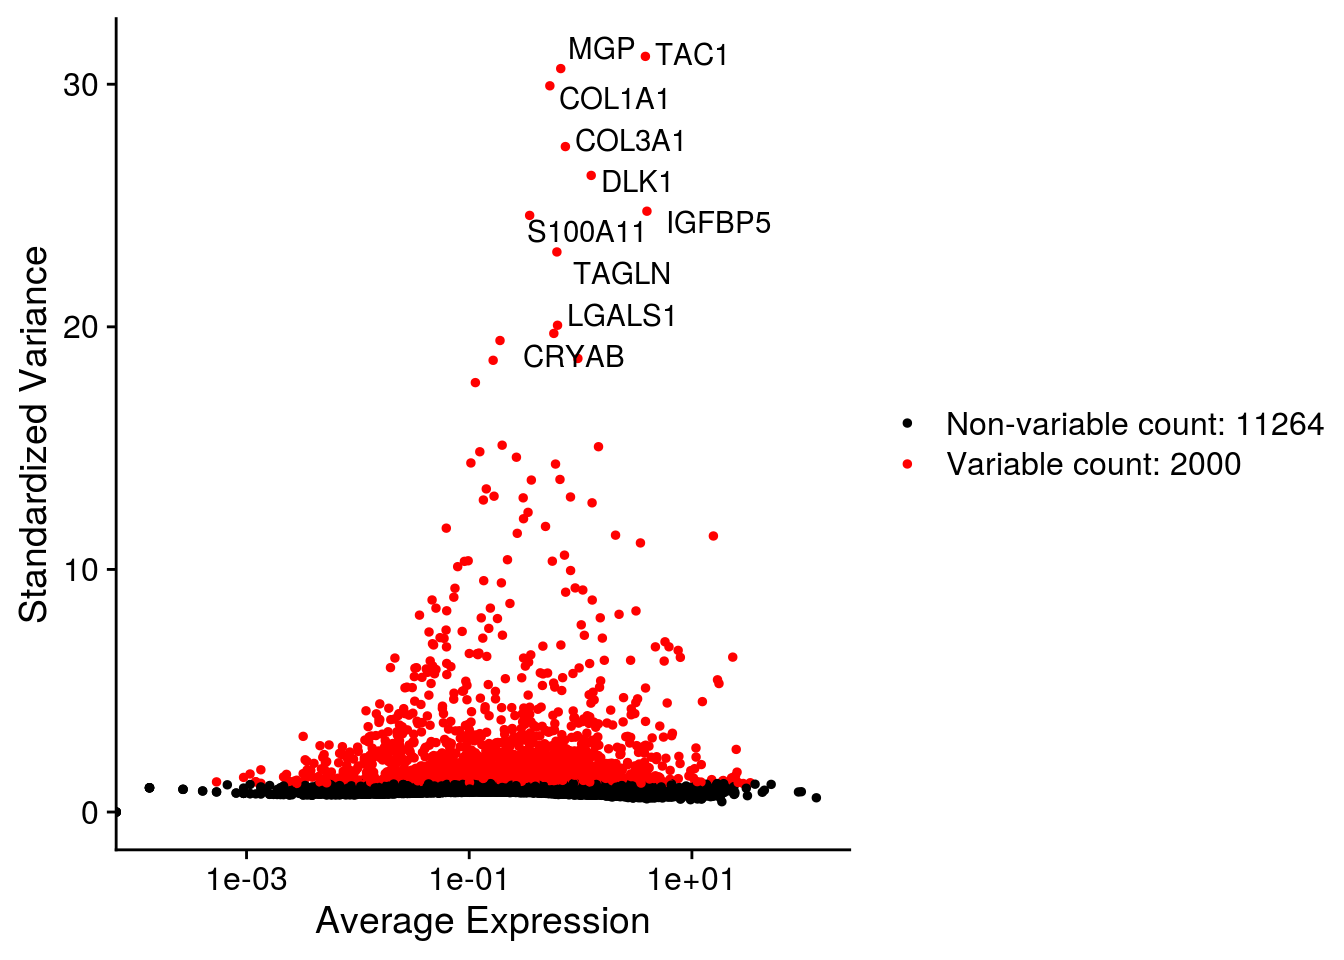 MGP
TAC1
COL1A1
COL3A1
DLK1
S100A11
IGFBP5
TAGLN
LGALS1
CRYAB
30
20
10
0
Standardized Variance
1e-03
1e-01
1e+01
Average Expression
Non-variable count: 11264
Variable count: 2000